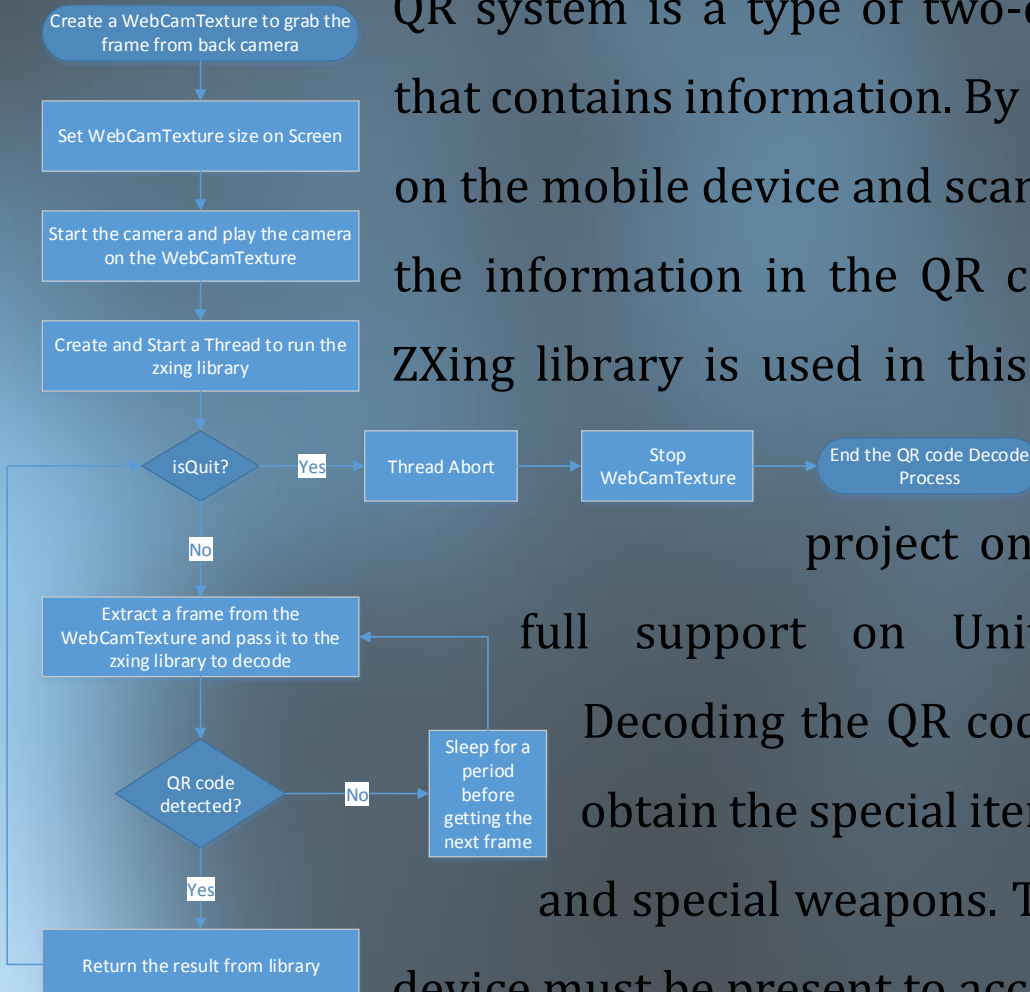 Create a WebCamTexture to grab the
frame from back camera
Set WebCamTexture size on Screen
Start the camera and play the camera
on the WebCamTexture
Create and Start a Thread to run the
zxing library
isQuit?
Yes
Thread Abort
Stop
WebCamTexture
End the QR code Decode
Process
No
Extract a frame from the
WebCamTexture and pass it to the
zxing library to decode
QR code
detected?
No
Sleep for a
period
before
getting the
next frame
Yes
Return the result from library
QR system is a type of
that contains information. By
on the mobile device and
the information in the QR
ZXing library is used in this
project on
full support on
Decoding the QR
obtain the special
and special weapons.
device must be present to